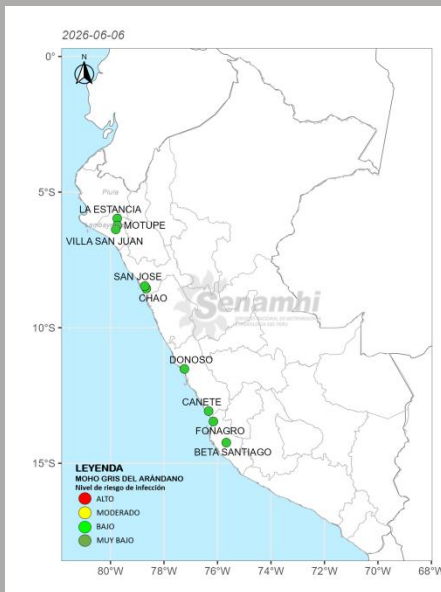 2026-06-06
N
0°
5°S
10°S
15°S
Piura
LA ESTANCIA
MOTUPE
VILLA SAN JUAN
SAN JOSE
CHAO
Senamhi
DONOSO
CANETE
FONAGRO
BETA SANTIAGO
LEYENDA
MOHO GRIS DEL ARÁNDANO
Nivel de riesgo de infección
ALTO
MODERADO
BAJO
MUY BAJO
80°W 78°W 76°W 74°W 72°W 70°W 68°W